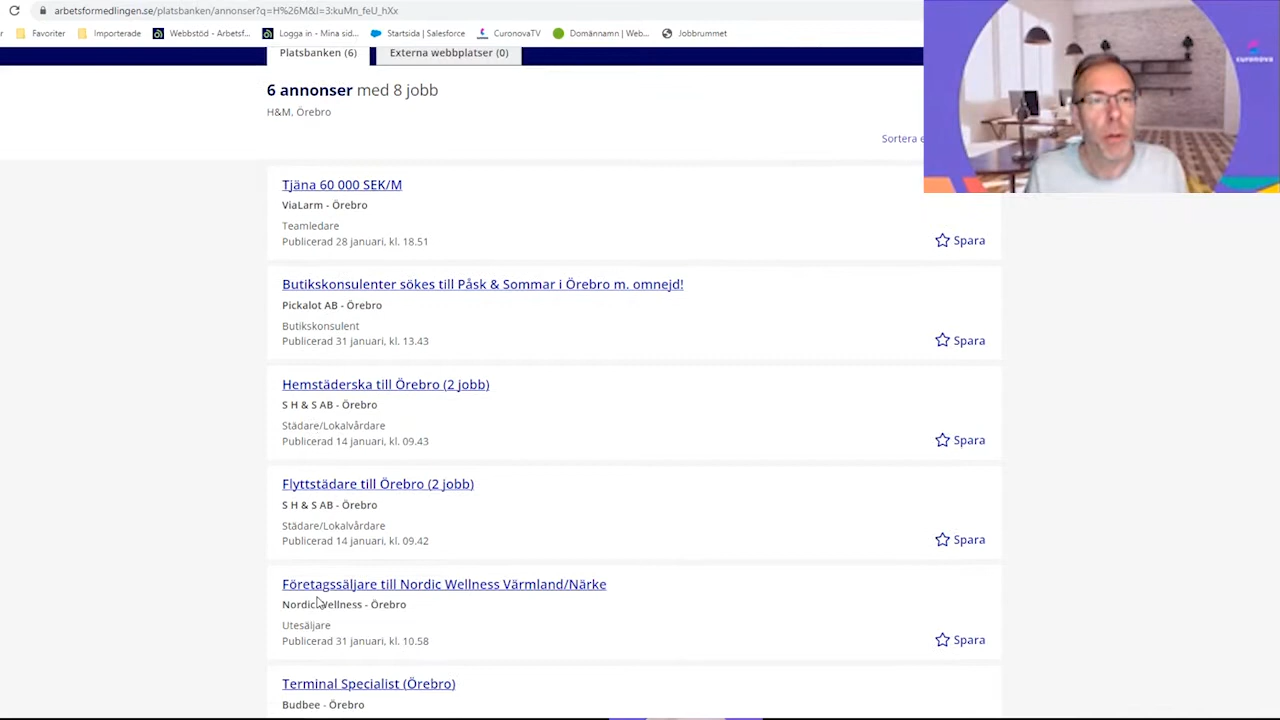 arbetsformedlingen.se/platsbanken/annonser?q=H%26M&l=3:kuMn_feU_hXx
r Favoriter Importerade Webbstöd - Arbetsf... Logga in - Mina sid... Startsida | Salesforce CuronovaTV Domännamn | Web... Jobbrummet
curonova
Platsbanken (6) Externa webbplatser (0)
6 annonser med 8 jobb
H&M, Örebro
Sortera e
Tjäna 60 000 SEK/M
ViaLarm - Örebro
Teamledare
Publicerad 28 januari, kl. 18.51
Spara
Butikskonsulenter sökes till Påsk & Sommar i Örebro m. omnejd!
Pickalot AB - Örebro
Butikskonsulent
Publicerad 31 januari, kl. 13.43
Spara
Hemstäderska till Örebro (2 jobb)
S H & S AB - Örebro
Städare/Lokalvårdare
Publicerad 14 januari, kl. 09.43
Spara
Flyttstädare till Örebro (2 jobb)
S H & S AB - Örebro
Städare/Lokalvårdare
Publicerad 14 januari, kl. 09.42
Spara
Företagssäljare till Nordic Wellness Värmland/Närke
Nordic Wellness - Örebro
Utesäljare
Publicerad 31 januari, kl. 10.58
Spara
Terminal Specialist (Örebro)
Budbee - Örebro